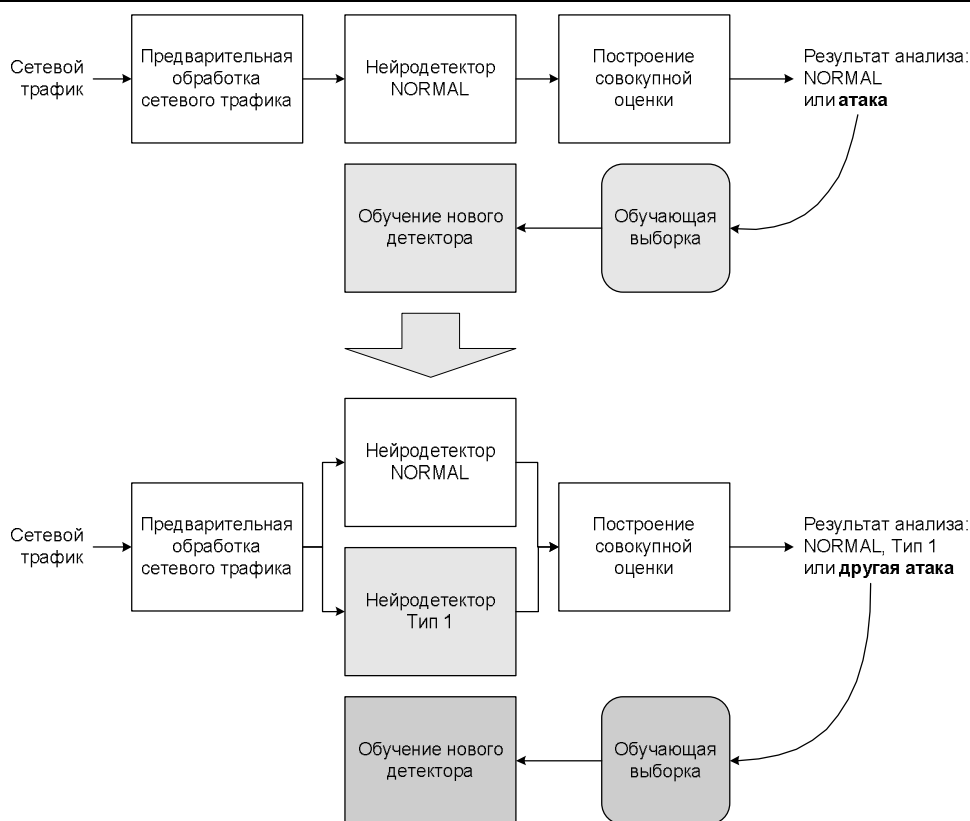 Сетевой
трафик
Предварительная
обработка
сетевого трафика
Нейродетектор
NORMAL
Построение
совокупной
оценки
Результат анализа:
NORMAL
или атака
Обучение нового
детектора
Обучающая
выборка
Нейродетектор
NORMAL
Сетевой
трафик
Предварительная
обработка
сетевого трафика
Нейродетектор
Тип 1
Построение
совокупной
оценки
Результат анализа:
NORMAL, Тип 1
или другая атака
Обучение нового
детектора
Обучающая
выборка